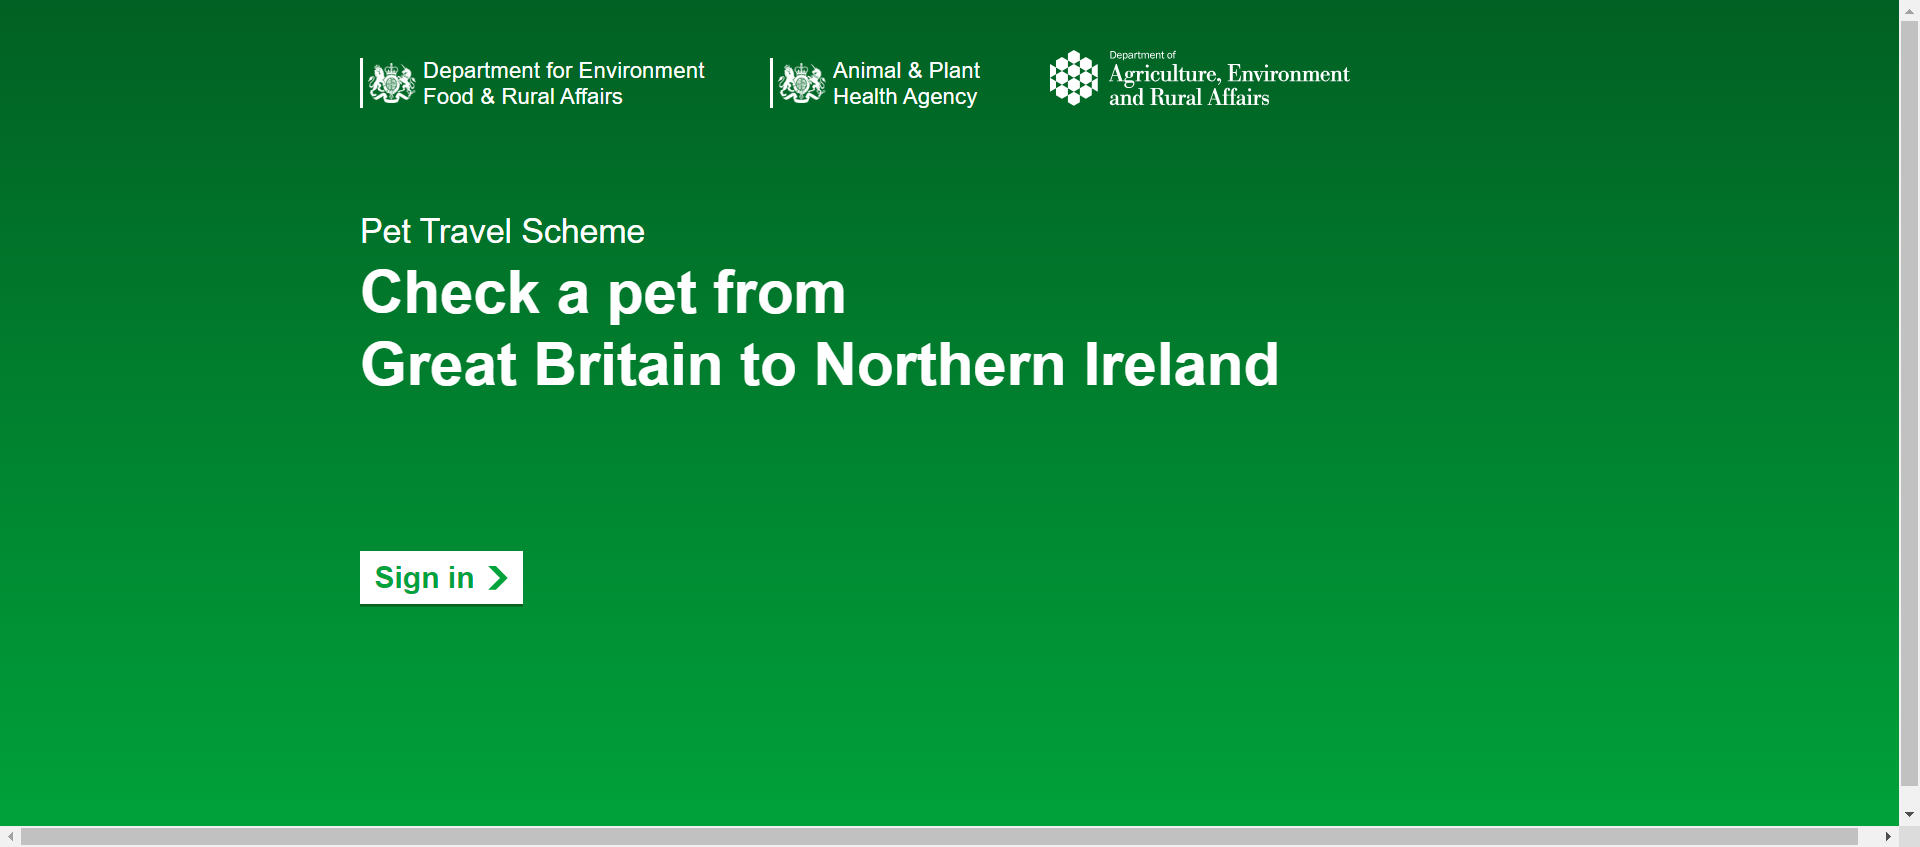 Department for Environment
Food & Rural Affairs
Animal & Plant
Health Agency
Department of
Agriculture, Environment
and Rural Affairs
Pet Travel Scheme
Check a pet from
Great Britain to Northern Ireland
Sign in